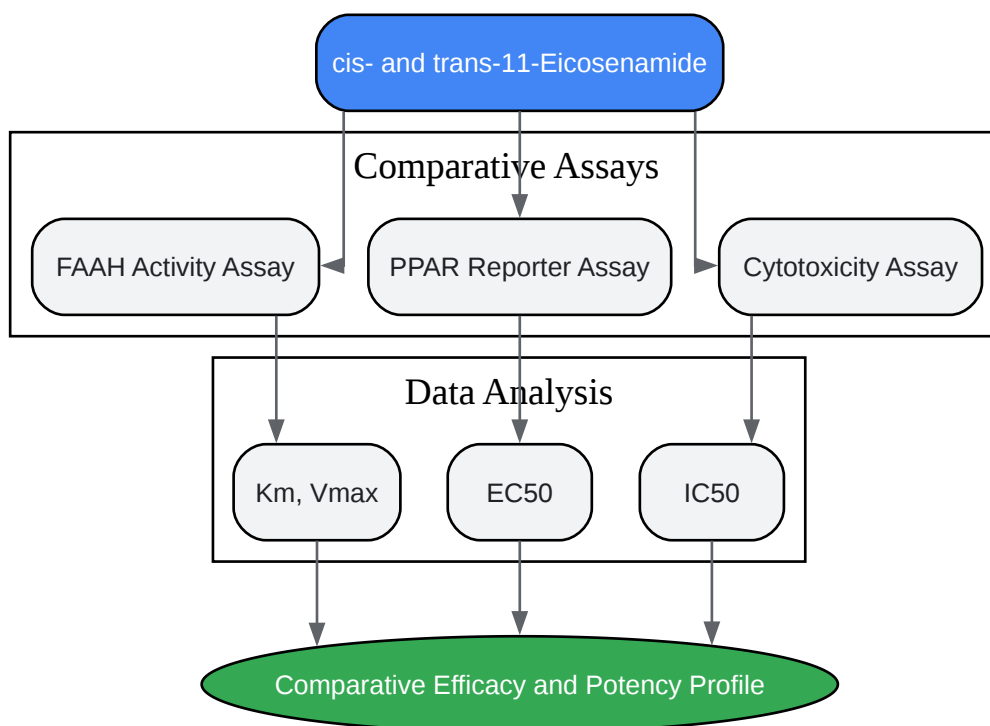 cis- and trans-11-Eicosenamide
Comparative Assays
FAAH Activity Assay
PPAR Reporter Assay
Cytotoxicity Assay
Data Analysis
Km, Vmax
EC50
IC50
Comparative Efficacy and Potency Profile